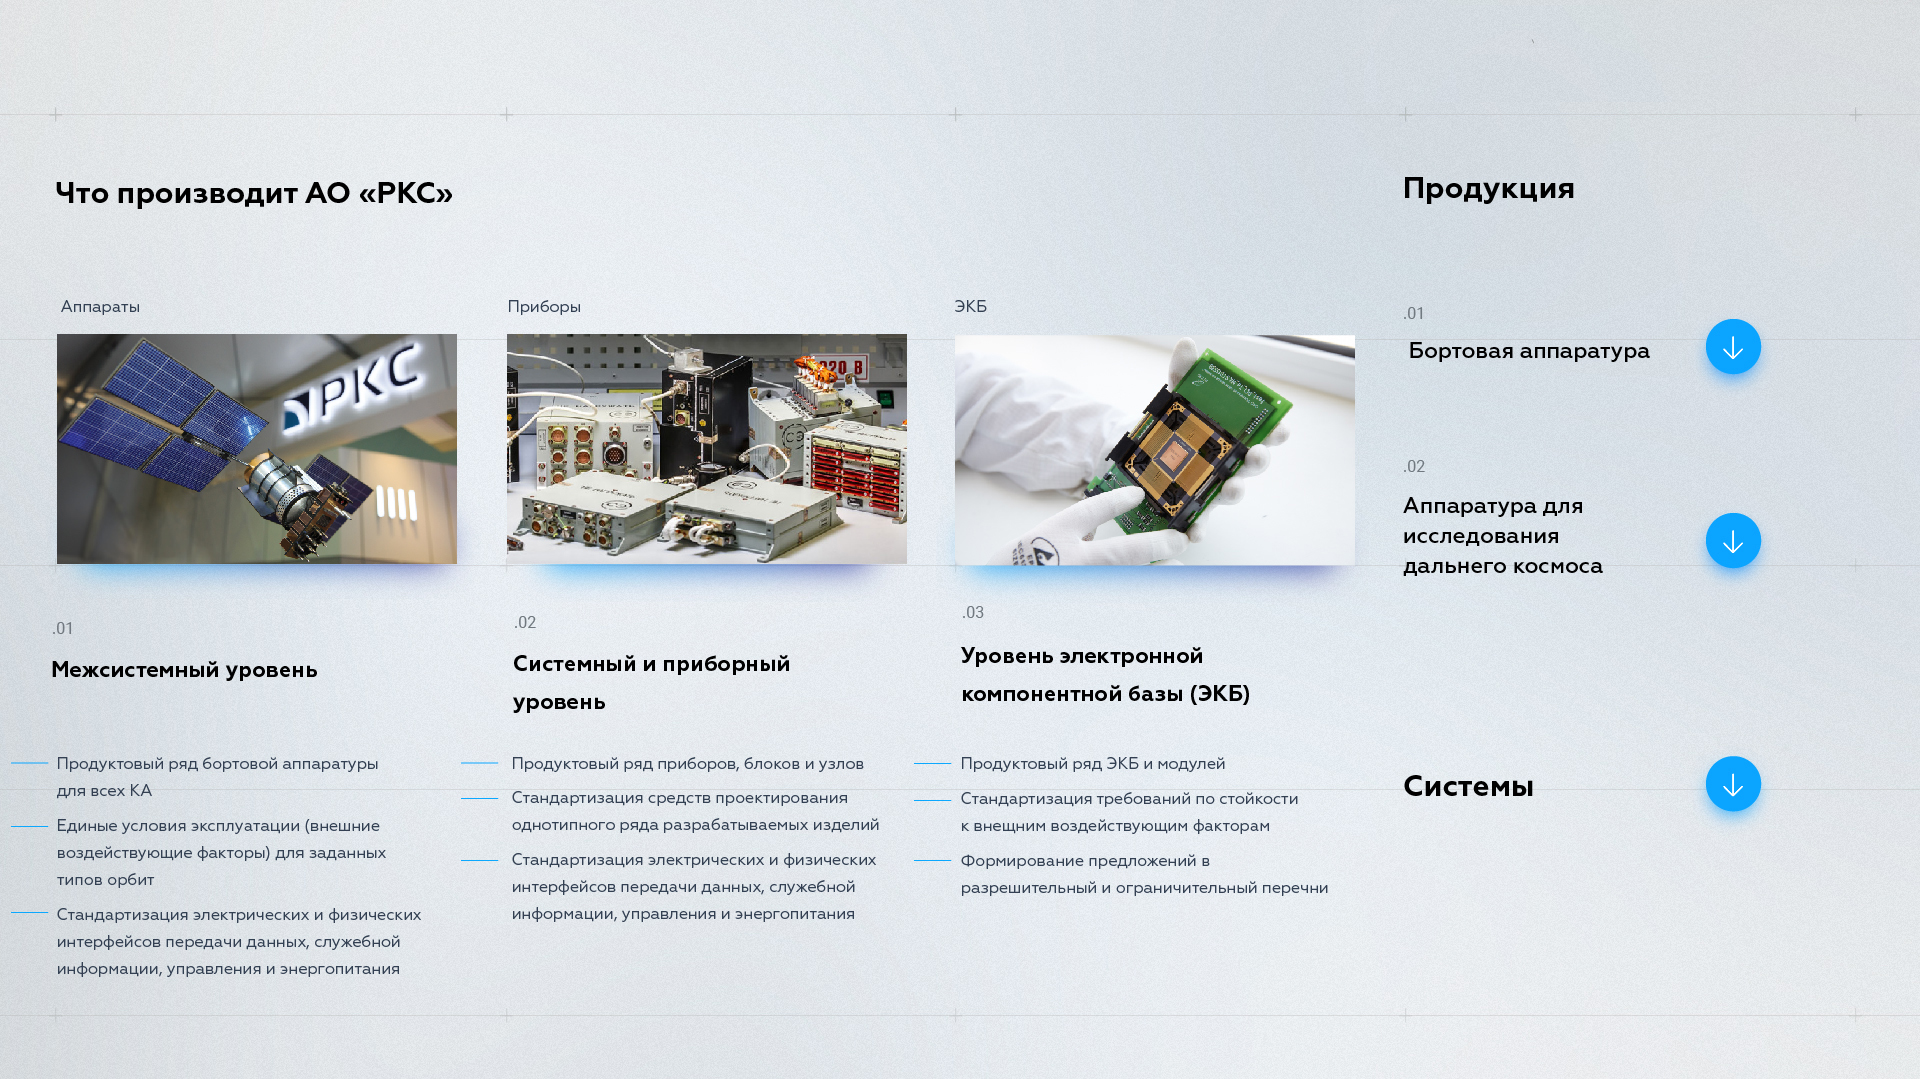 Что производит АО «РКС»
Аппараты
РКС
.01
Межсистемный уровень
Продуктовый ряд бортовой аппаратуры
для всех КА
Единые условия эксплуатации (внешние
воздействующие факторы) для заданных
типов орбит
Стандартизация электрических и физических
интерфейсов передачи данных, служебной
информации, управления и энергопитания
Приборы
220 В
.02
Системный и приборный
уровень
Продуктовый ряд приборов, блоков и узлов
Стандартизация средств проектирования
однотипного ряда разрабатываемых изделий
Стандартизация электрических и физических
интерфейсов передачи данных, служебной
информации, управления и энергопитания
ЭКБ
.03
Уровень электронной
компонентной базы (ЭКБ)
Продуктовый ряд ЭКБ и модулей
Стандартизация требований по стойкости
к внещним воздействующим факторам
Формирование предложений в
разрешительный и ограничительный перечни
Продукция
.01
Бортовая аппаратура
.02
Аппаратура для
исследования
дальнего космоса
Системы